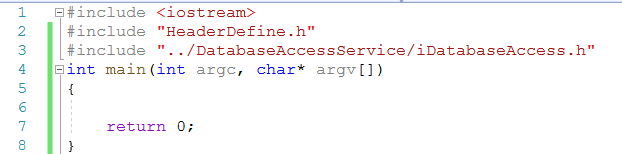 1 #include <iostream>
2 #include "HeaderDefine.h"
3 #include "../DatabaseAccessService/iDatabaseAccess.h"
4 int main(int argc, char* argv[])
5 {
6
7     return 0;
8 }